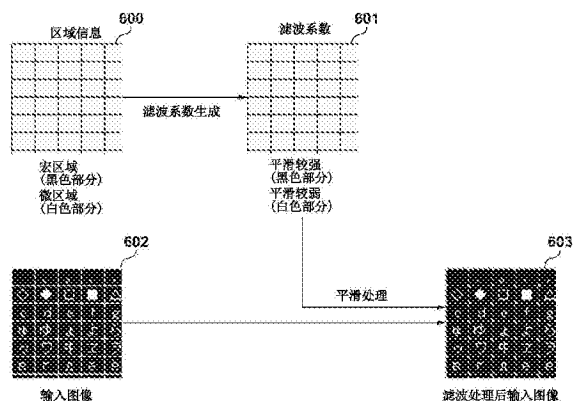 600
区域信息
601
滤波系数
滤波系数生成
宏区域
(黑色部分)
微区域
(白色部分)
平滑较强
(黑色部分)
平滑较弱
(白色部分)
602
603
平滑处理
输入图像
滤波处理后输入图像